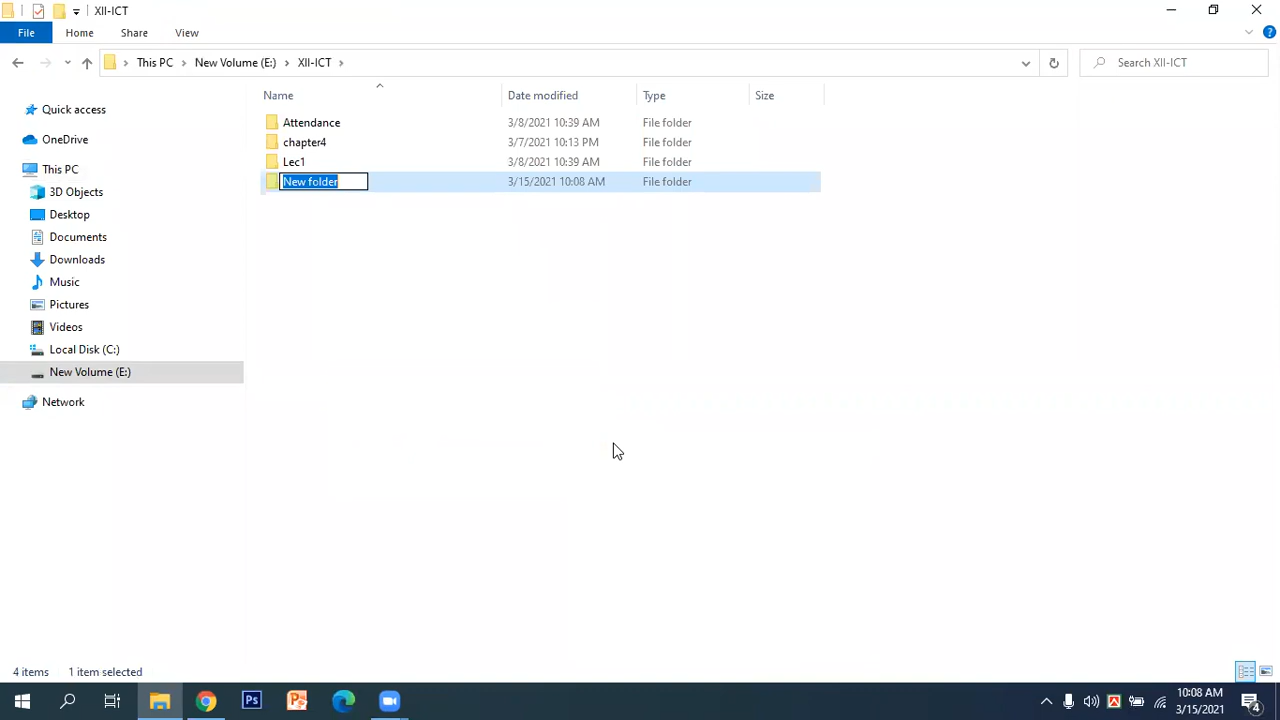 XII-ICT
File Home Share View
This PC New Volume (E:) XII-ICT Search XII-ICT
Name Date modified Type Size
Quick access
OneDrive
This PC
3D Objects
Desktop
Documents
Downloads
Music
Pictures
Videos
Local Disk (C:)
New Volume (E:)
Network
Attendance 3/8/2021 10:39 AM File folder
chapter4 3/7/2021 10:13 PM File folder
Lec1 3/8/2021 10:39 AM File folder
New folder 3/15/2021 10:08 AM File folder
4 items 1 item selected
Ps
10:08 AM
3/15/2021
4